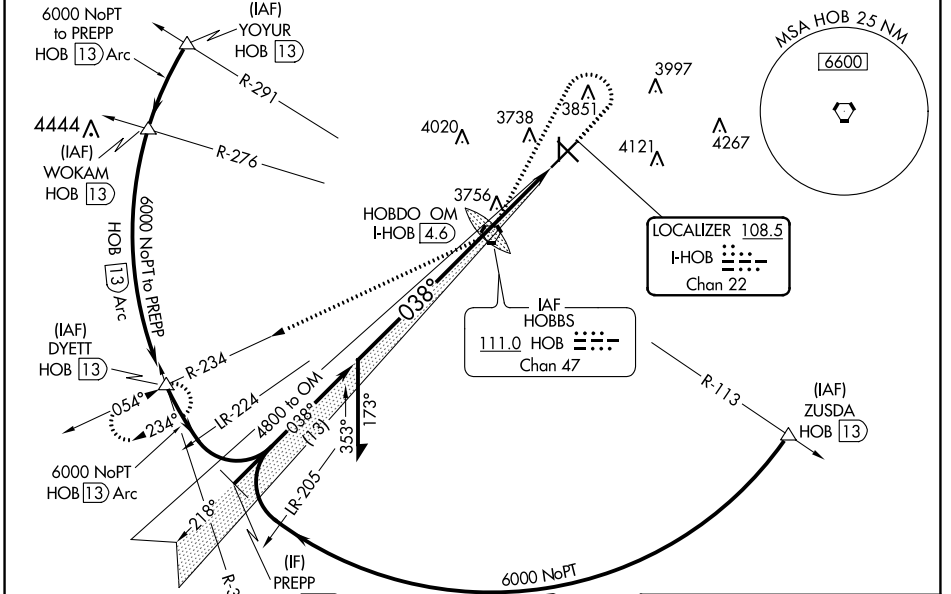 6000 NoPT
to PREPP
HOB 13 Arc
(IAF)
YOYUR
HOB 13
R-291
4444
(IAF)
WOKAM
HOB 13
R-276
4020
3738
3851
3997
4121
4267
MSA HOB 25 NM
6600
3756
HOBDO OM
I-HOB 4.6
LOCALIZER 108.5
I-HOB
Chan 22
IAF
HOBBS
111.0 HOB
Chan 47
6000 NoPT to PREPP
HOB 13 Arc
038°
(IAF)
DYETT
HOB 13
R-234
054°
234°
LR-224
4800 to OM
038°
(13)
353°
173°
R-113
(IAF)
ZUSDA
HOB 13
6000 NoPT
HOB 13 Arc
218°
LR-205
(IF)
PREPP
6000 NoPT